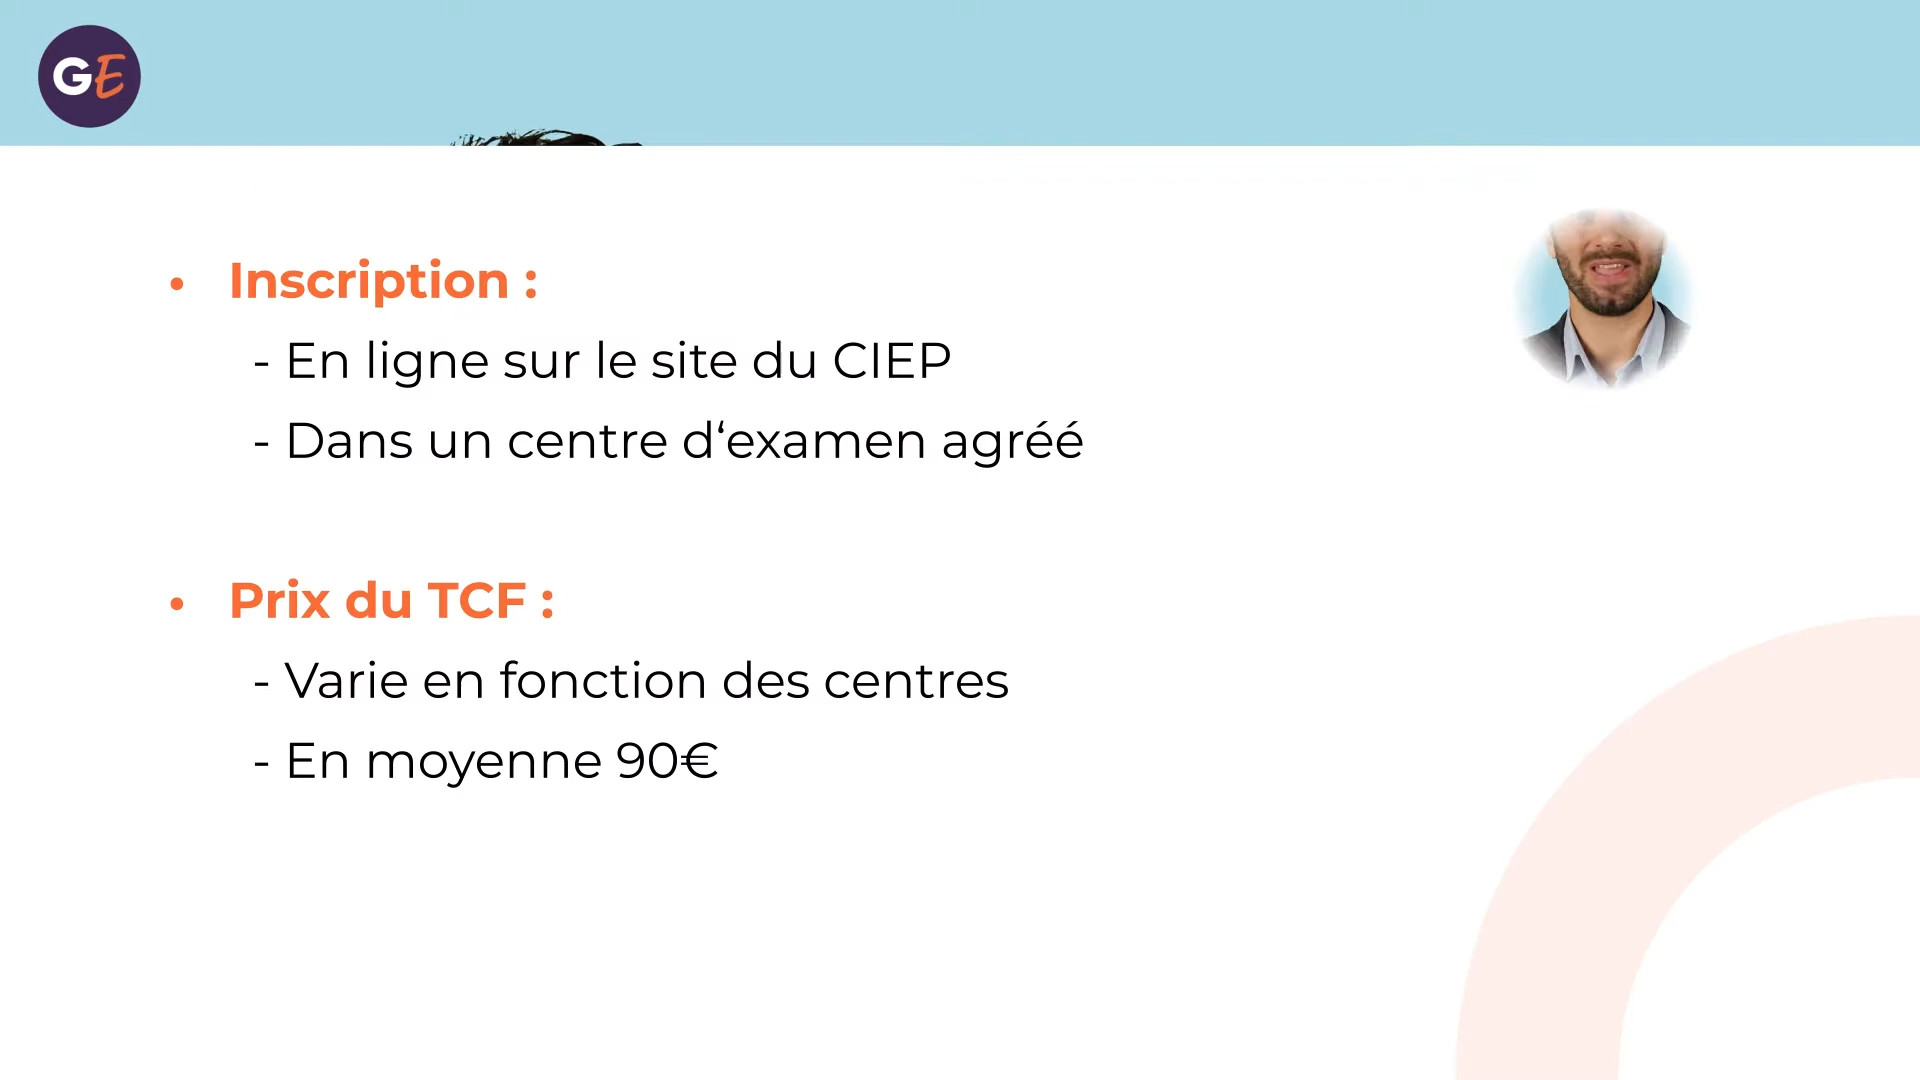 GE
• Inscription :
- En ligne sur le site du CIEP
- Dans un centre d‘examen agréé
• Prix du TCF :
- Varie en fonction des centres
- En moyenne 90€